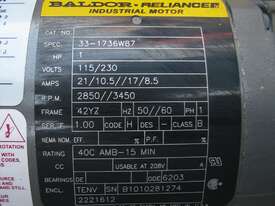 BALDOR · RELIANCE
INDUSTRIAL MOTOR
CAT. NO.
SPEC. 33-1736W87
HP 1
VOLTS 115/230
AMPS 21/10.5//17/8.5
R.P.M. 2850//3450
FRAME 42YZ HZ 50//60 PH 1
SER. F. 1.00 CODE H DES - CLASS B
NEMA NOM. EFF. % P.F. %
RATING 40C AMB-15 MIN
CC USABLE AT 208V A
BEARINGS DE ODE 6203
ENCL. TENV SN B1010281274
2221612